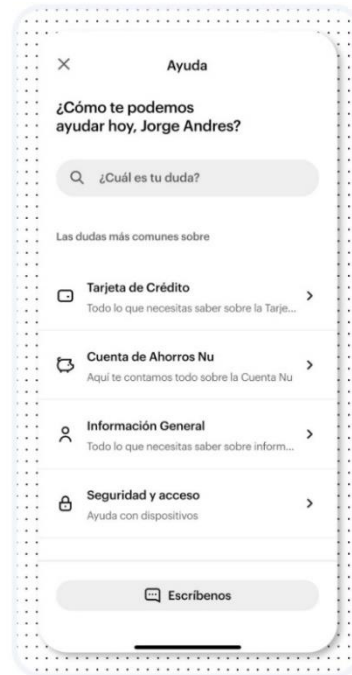 Ayuda
¿Cómo te podemos
ayudar hoy, Jorge Andres?
¿Cuál es tu duda?
Las dudas más comunes sobre
Tarjeta de Crédito
Todo lo que necesitas saber sobre la Tarje...
Cuenta de Ahorros Nu
Aquí te contamos todo sobre la Cuenta Nu
Información General
Todo lo que necesitas saber sobre inform...
Seguridad y acceso
Ayuda con dispositivos
Escríbenos